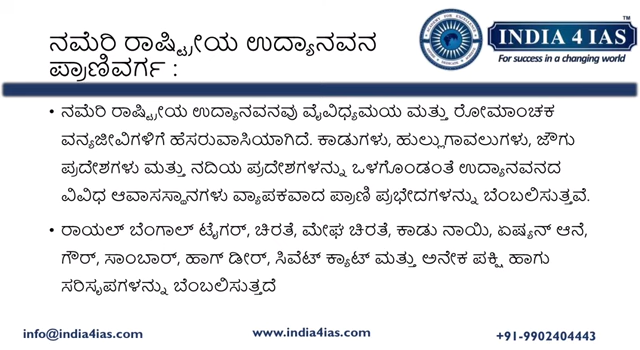 ನಮೆರಿ ರಾಷ್ಟ್ರೀಯ ಉದ್ಯಾನವನ
ಪ್ರಾಣಿವರ್ಗ :
INDIA 4 IAS™
For success in a changing world
• ನಮೆರಿ ರಾಷ್ಟ್ರೀಯ ಉದ್ಯಾನವನವು ವೈವಿಧ್ಯಮಯ ಮತ್ತು ರೋಮಾಂಚಕ
ವನ್ಯಜೀವಿಗಳಿಗೆ ಹೆಸರುವಾಸಿಯಾಗಿದೆ. ಕಾಡುಗಳು, ಹುಲ್ಲುಗಾವಲುಗಳು, ಜೌಗು
ಪ್ರದೇಶಗಳು ಮತ್ತು ನದಿಯ ಪ್ರದೇಶಗಳನ್ನು ಒಳಗೊಂಡಂತೆ ಉದ್ಯಾನವನದ
ವಿವಿಧ ಆವಾಸಸ್ಥಾನಗಳು ವ್ಯಾಪಕವಾದ ಪ್ರಾಣಿ ಪ್ರಭೇದಗಳನ್ನು ಬೆಂಬಲಿಸುತ್ತವೆ.
• ರಾಯಲ್ ಬೆಂಗಾಲ್ ಟೈಗರ್, ಚಿರತೆ, ಮೇಘ ಚಿರತೆ, ಕಾಡು ನಾಯಿ, ಏಷ್ಯನ್ ಆನೆ,
ಗೌರ್, ಸಾಂಬಾರ್, ಹಾಗ್ ಡೀರ್, ಸಿವೆಟ್ ಕ್ಯಾಟ್ ಮತ್ತು ಅನೇಕ ಪಕ್ಷಿ ಹಾಗು
ಸರಿಸೃಪಗಳನ್ನು ಬೆಂಬಲಿಸುತ್ತದೆ
info@india4ias.com
www.india4ias.com
+91-9902404443